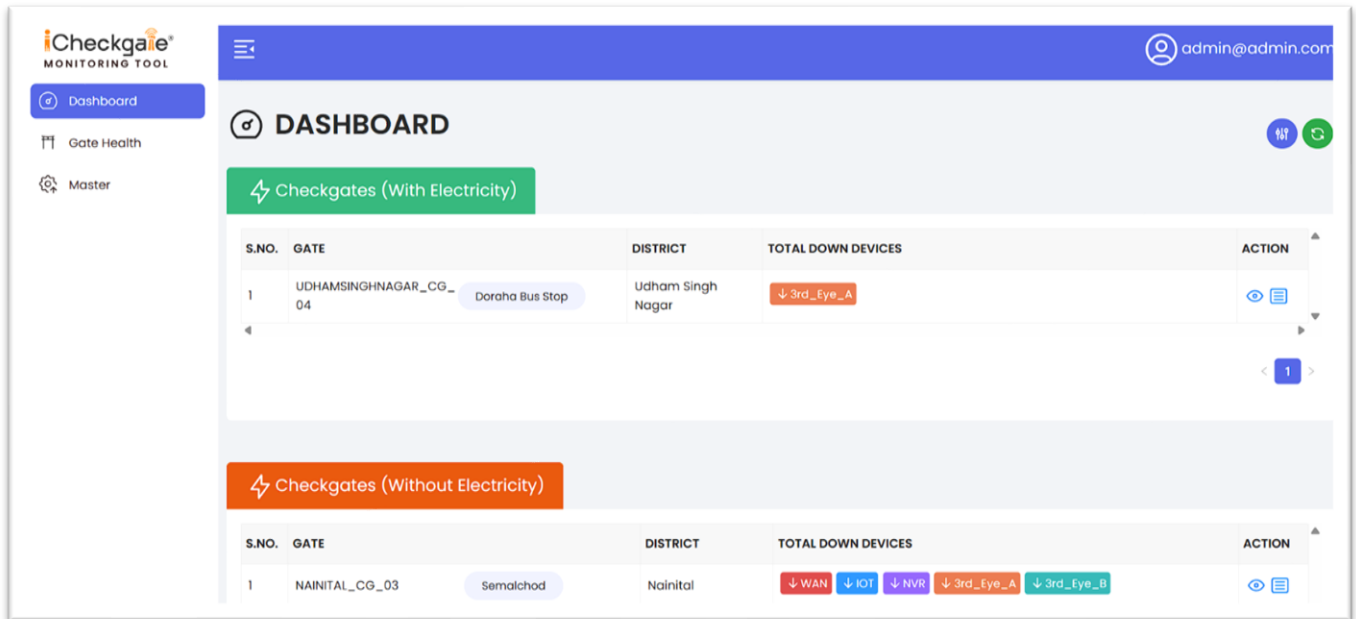 iCheckgate®
MONITORING TOOL
admin@admin.com
Dashboard
Gate Health
Master
DASHBOARD
Checkgates (With Electricity)
S.NO. GATE DISTRICT TOTAL DOWN DEVICES ACTION
1 UDHAMSINGHNAGAR_CG_04 Doraha Bus Stop Udham Singh Nagar 3rd_Eye_A
1
Checkgates (Without Electricity)
S.NO. GATE DISTRICT TOTAL DOWN DEVICES ACTION
1 NAINITAL_CG_03 Semalchod Nainital WAN IOT NVR 3rd_Eye_A 3rd_Eye_B